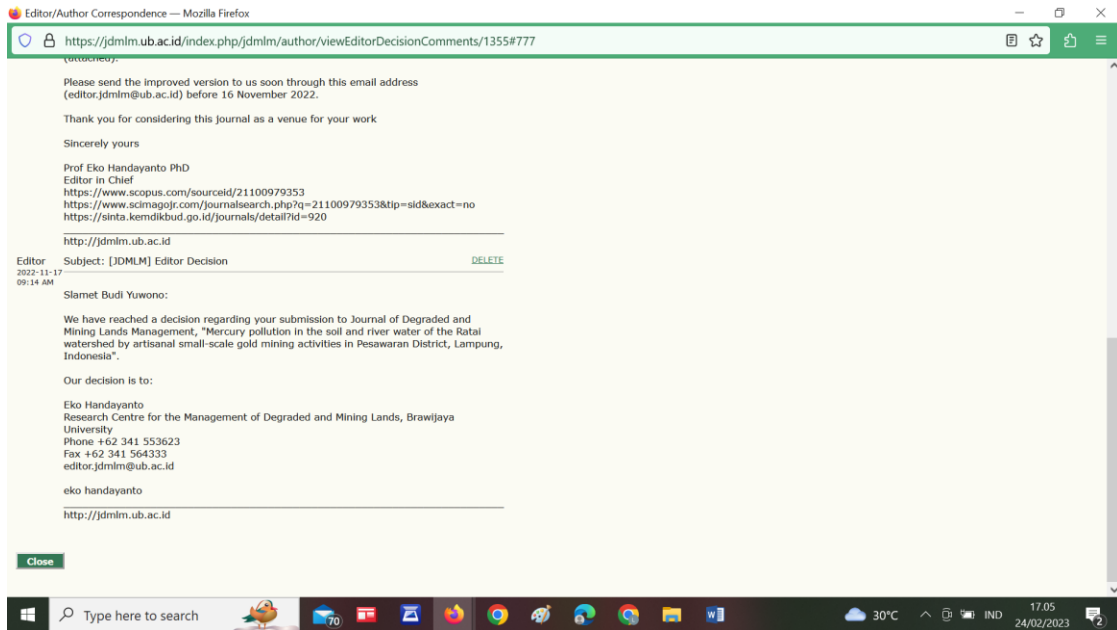 Editor/Author Correspondence — Mozilla Firefox
https://jdmlm.ub.ac.id/index.php/jdmlm/author/viewEditorDecisionComments/1355#777
(attached).
Please send the improved version to us soon through this email address
(editor.jdmlm@ub.ac.id) before 16 November 2022.
Thank you for considering this journal as a venue for your work
Sincerely yours
Prof Eko Handayanto PhD
Editor in Chief
https://www.scopus.com/sourceid/21100979353
https://www.scimagojr.com/journalsearch.php?q=21100979353&tip=sid&exact=no
https://sinta.kemdikbud.go.id/journals/detail?id=920
http://jdmlm.ub.ac.id
Editor Subject: [JDMLM] Editor Decision DELETE
2022-11-17
09:14 AM
Slamet Budi Yuwono:
We have reached a decision regarding your submission to Journal of Degraded and
Mining Lands Management, "Mercury pollution in the soil and river water of the Ratai
watershed by artisanal small-scale gold mining activities in Pesawaran District, Lampung,
Indonesia".
Our decision is to:
Eko Handayanto
Research Centre for the Management of Degraded and Mining Lands, Brawijaya
University
Phone +62 341 553623
Fax +62 341 564333
editor.jdmlm@ub.ac.id
eko handayanto
http://jdmlm.ub.ac.id
Close
Type here to search
70
30°C
IND
17.05
24/02/2023
2